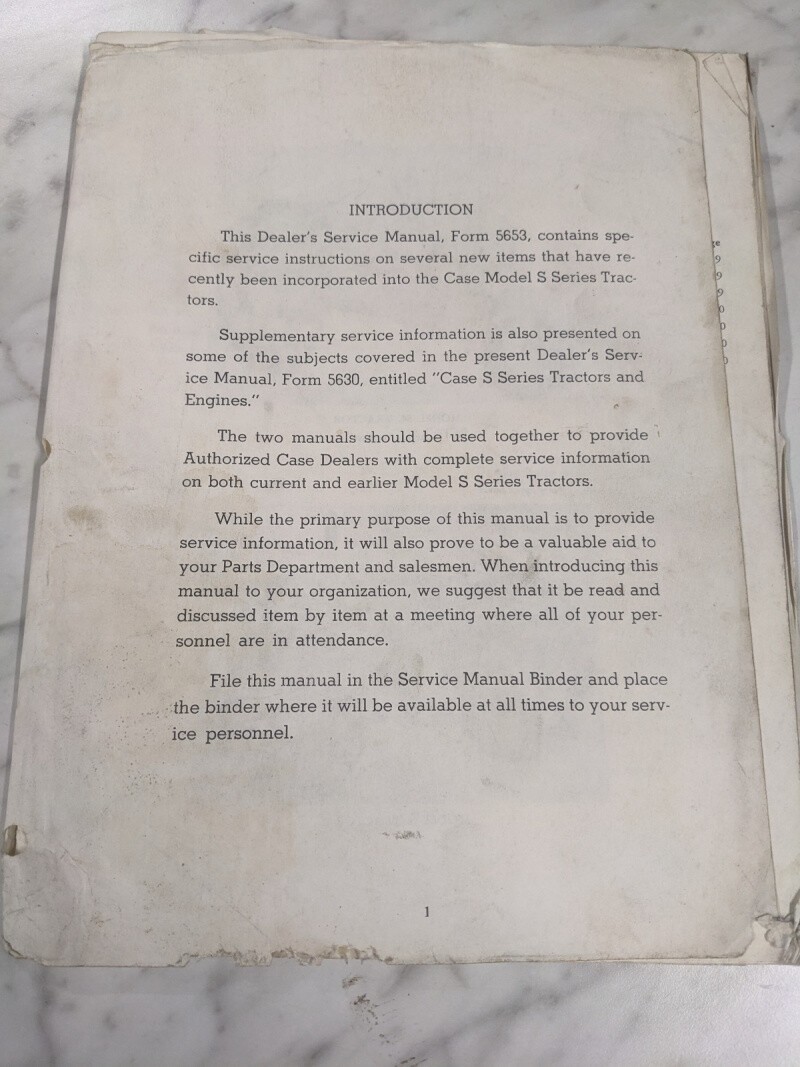 INTRODUCTION
This Dealer's Service Manual, Form 5653, contains spe-
cific service instructions on several new items that have re-
cently been incorporated into the Case Model S Series Trac-
tors.
Supplementary service information is also presented on
some of the subjects covered in the present Dealer's Serv-
ice Manual, Form 5630, entitled "Case S Series Tractors and
Engines."
The two manuals should be used together to provide
Authorized Case Dealers with complete service information
on both current and earlier Model S Series Tractors.
While the primary purpose of this manual is to provide
service information, it will also prove to be a valuable aid to
your Parts Department and salesmen. When introducing this
manual to your organization, we suggest that it be read and
discussed item by item at a meeting where all of your per-
sonnel are in attendance.
File this manual in the Service Manual Binder and place
the binder where it will be available at all times to your serv-
ice personnel.
1